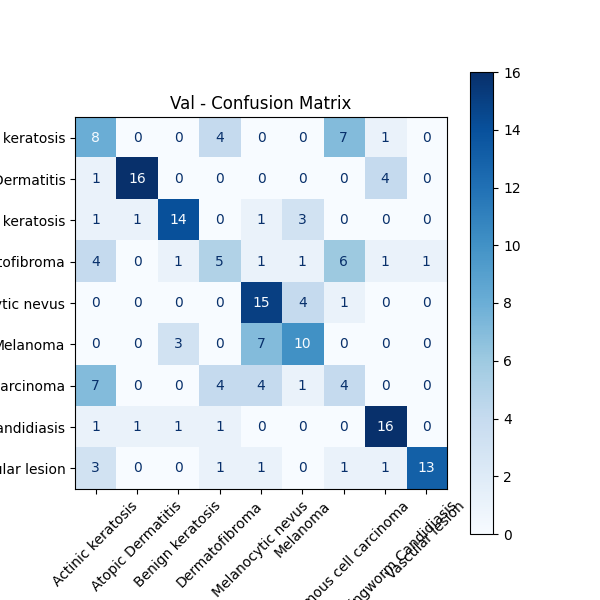 Val - Confusion Matrix
keratosis 8 0 0 4 0 0 7 1 0
Dermatitis 1 16 0 0 0 0 0 4 0
keratosis 1 1 14 0 1 3 0 0 0
tofibroma 4 0 1 5 1 1 6 1 1
ytic nevus 0 0 0 0 15 4 1 0 0
Melanoma 0 0 3 0 7 10 0 0 0
arcinoma 7 0 0 4 4 1 4 0 0
andidiasis 1 1 1 1 0 0 0 16 0
ular lesion 3 0 0 1 1 0 1 1 13
Actinic keratosis
Atopic Dermatitis
Benign keratosis
Dermatofibroma
Melanocytic nevus
Melanoma
mous cell carcinoma
ingworm Candidiasis
Vascular lesion
16
14
12
10
8
6
4
2
0